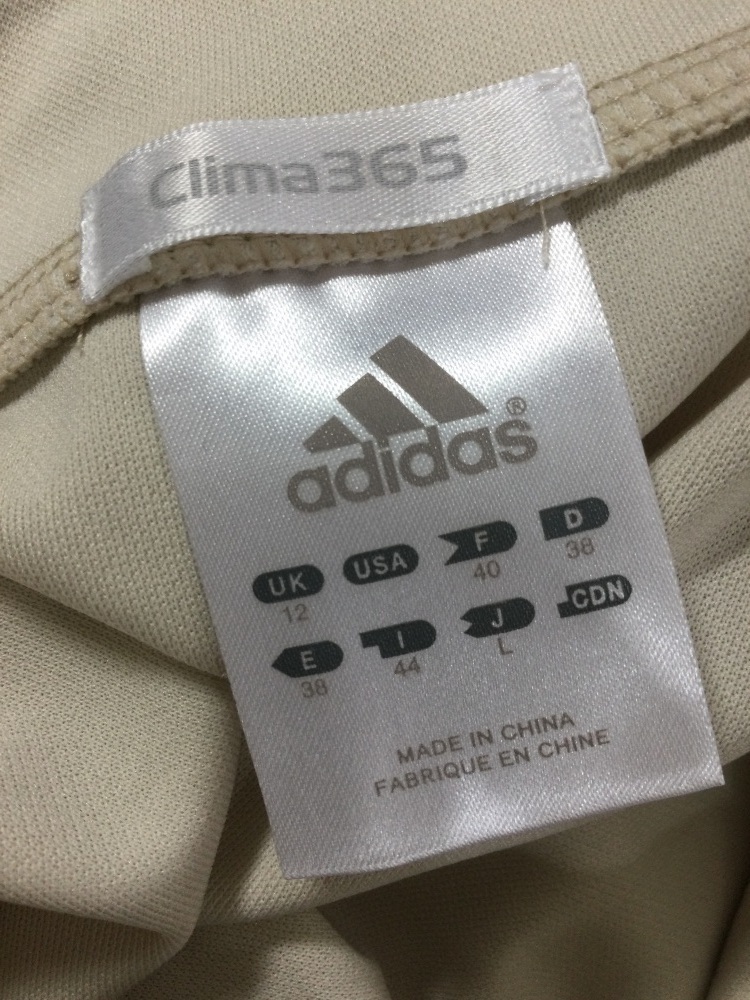 Clima365
adidas®
UK USA F D
12 40 38
E I J CDN
38 44 L
MADE IN CHINA
FABRIQUE EN CHINE